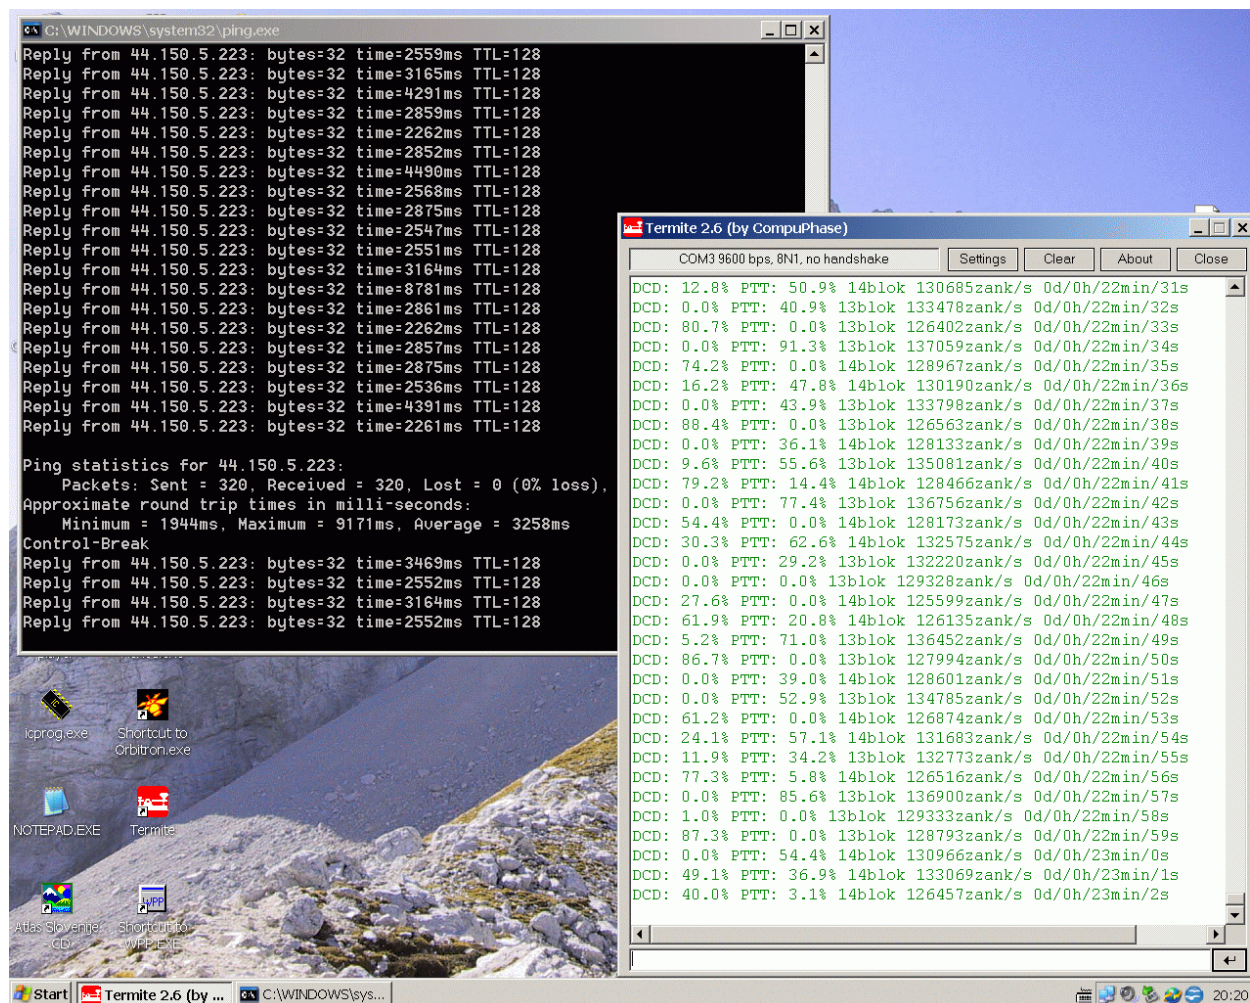 C:\WINDOWS\system32\ping.exe
Reply from 44.150.5.223: bytes=32 time=2559ms TTL=128
Reply from 44.150.5.223: bytes=32 time=3165ms TTL=128
Reply from 44.150.5.223: bytes=32 time=4291ms TTL=128
Reply from 44.150.5.223: bytes=32 time=2859ms TTL=128
Reply from 44.150.5.223: bytes=32 time=2262ms TTL=128
Reply from 44.150.5.223: bytes=32 time=2852ms TTL=128
Reply from 44.150.5.223: bytes=32 time=4490ms TTL=128
Reply from 44.150.5.223: bytes=32 time=2568ms TTL=128
Reply from 44.150.5.223: bytes=32 time=2875ms TTL=128
Reply from 44.150.5.223: bytes=32 time=2547ms TTL=128
Reply from 44.150.5.223: bytes=32 time=2551ms TTL=128
Reply from 44.150.5.223: bytes=32 time=3164ms TTL=128
Reply from 44.150.5.223: bytes=32 time=8781ms TTL=128
Reply from 44.150.5.223: bytes=32 time=2861ms TTL=128
Reply from 44.150.5.223: bytes=32 time=2262ms TTL=128
Reply from 44.150.5.223: bytes=32 time=2857ms TTL=128
Reply from 44.150.5.223: bytes=32 time=2875ms TTL=128
Reply from 44.150.5.223: bytes=32 time=2536ms TTL=128
Reply from 44.150.5.223: bytes=32 time=4391ms TTL=128
Reply from 44.150.5.223: bytes=32 time=2261ms TTL=128
Ping statistics for 44.150.5.223:
Packets: Sent = 320, Received = 320, Lost = 0 (0% loss),
Approximate round trip times in milli-seconds:
Minimum = 1944ms, Maximum = 9171ms, Average = 3258ms
Control-Break
Reply from 44.150.5.223: bytes=32 time=3469ms TTL=128
Reply from 44.150.5.223: bytes=32 time=2552ms TTL=128
Reply from 44.150.5.223: bytes=32 time=3164ms TTL=128
Reply from 44.150.5.223: bytes=32 time=2552ms TTL=128
Termite 2.6 (by CompuPhase)
COM3 9600 bps, 8N1, no handshake
Settings
Clear
About
Close
DCD: 12.8% PTT: 50.9% 14blok 130685zank/s 0d/0h/22min/31s
DCD: 0.0% PTT: 40.9% 13blok 133478zank/s 0d/0h/22min/32s
DCD: 80.7% PTT: 0.0% 13blok 126402zank/s 0d/0h/22min/33s
DCD: 0.0% PTT: 91.3% 13blok 137059zank/s 0d/0h/22min/34s
DCD: 74.2% PTT: 0.0% 14blok 128967zank/s 0d/0h/22min/35s
DCD: 16.2% PTT: 47.8% 14blok 130190zank/s 0d/0h/22min/36s
DCD: 0.0% PTT: 43.9% 13blok 133798zank/s 0d/0h/22min/37s
DCD: 88.4% PTT: 0.0% 13blok 126563zank/s 0d/0h/22min/38s
DCD: 0.0% PTT: 36.1% 14blok 128133zank/s 0d/0h/22min/39s
DCD: 9.6% PTT: 55.6% 13blok 135081zank/s 0d/0h/22min/40s
DCD: 79.2% PTT: 14.4% 14blok 128466zank/s 0d/0h/22min/41s
DCD: 0.0% PTT: 77.4% 13blok 136756zank/s 0d/0h/22min/42s
DCD: 54.4% PTT: 0.0% 14blok 128173zank/s 0d/0h/22min/43s
DCD: 30.3% PTT: 62.6% 14blok 132575zank/s 0d/0h/22min/44s
DCD: 0.0% PTT: 29.2% 13blok 132220zank/s 0d/0h/22min/45s
DCD: 0.0% PTT: 0.0% 13blok 129328zank/s 0d/0h/22min/46s
DCD: 27.6% PTT: 0.0% 14blok 125599zank/s 0d/0h/22min/47s
DCD: 61.9% PTT: 20.8% 14blok 126135zank/s 0d/0h/22min/48s
DCD: 5.2% PTT: 71.0% 13blok 136452zank/s 0d/0h/22min/49s
DCD: 86.7% PTT: 0.0% 13blok 127994zank/s 0d/0h/22min/50s
DCD: 0.0% PTT: 39.0% 14blok 128601zank/s 0d/0h/22min/51s
DCD: 0.0% PTT: 52.9% 13blok 134785zank/s 0d/0h/22min/52s
DCD: 61.2% PTT: 0.0% 14blok 126874zank/s 0d/0h/22min/53s
DCD: 24.1% PTT: 57.1% 14blok 131683zank/s 0d/0h/22min/54s
DCD: 11.9% PTT: 34.2% 13blok 132773zank/s 0d/0h/22min/55s
DCD: 77.3% PTT: 5.8% 14blok 126516zank/s 0d/0h/22min/56s
DCD: 0.0% PTT: 85.6% 13blok 136900zank/s 0d/0h/22min/57s
DCD: 1.0% PTT: 0.0% 13blok 129333zank/s 0d/0h/22min/58s
DCD: 87.3% PTT: 0.0% 13blok 128793zank/s 0d/0h/22min/59s
DCD: 0.0% PTT: 54.4% 14blok 130966zank/s 0d/0h/23min/0s
DCD: 49.1% PTT: 36.9% 14blok 133069zank/s 0d/0h/23min/1s
DCD: 40.0% PTT: 3.1% 14blok 126457zank/s 0d/0h/23min/2s
icprog.exe
Shortcut to
Orbitron.exe
NOTEPAD.EXE
Termite
Atlas Slovenije
CD
Shortcut to
WPP.EXE
WPP
Start
Termite 2.6 (by ...
C:\WINDOWS\sys...
20:20